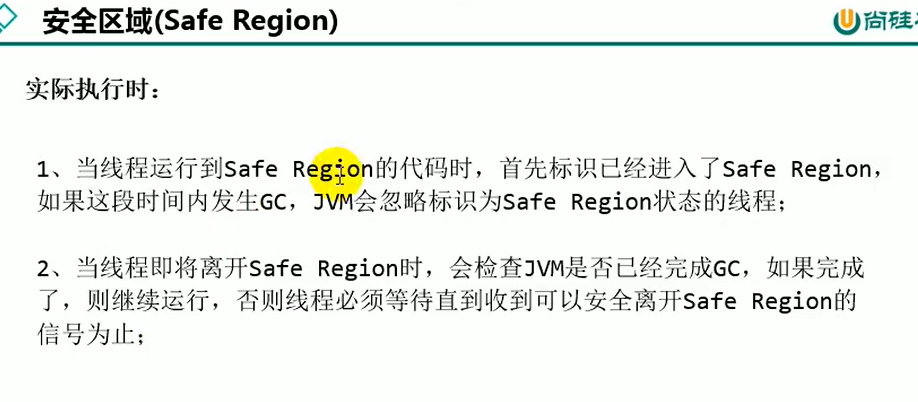 安全区域(Safe Region)
尚硅
实际执行时：
1、当线程运行到Safe Region的代码时，首先标识已经进入了Safe Region，
如果这段时间内发生GC，JVM会忽略标识为Safe Region状态的线程；
2、当线程即将离开Safe Region时，会检查JVM是否已经完成GC，如果完成
了，则继续运行，否则线程必须等待直到收到可以安全离开Safe Region的
信号为止；